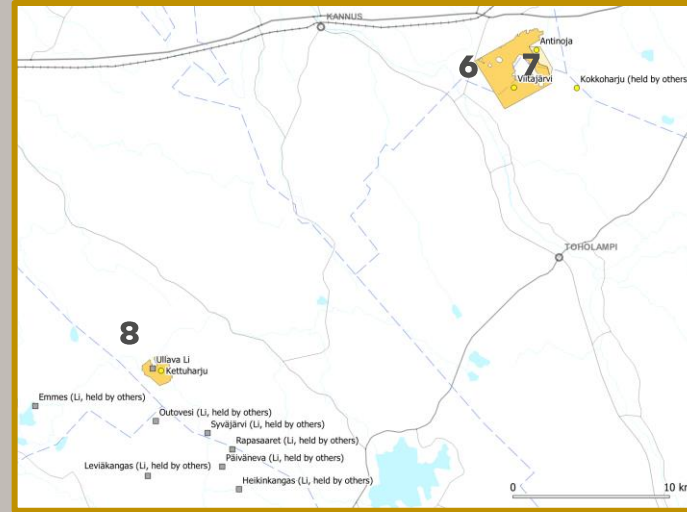 KANNUS
Antinoja
6
7
Viitajärvi
Kokkoharju (held by others)
TOHOLAMPI
8
Ullava Li
Kettuharju
Emmes (Li, held by others)
Outovesi (Li, held by others)
Syväjärvi (Li, held by others)
Rapasaaret (Li, held by others)
Leviäkangas (Li, held by others)
Päiväneva (Li, held by others)
Heikinkangas (Li, held by others)
0
10 km